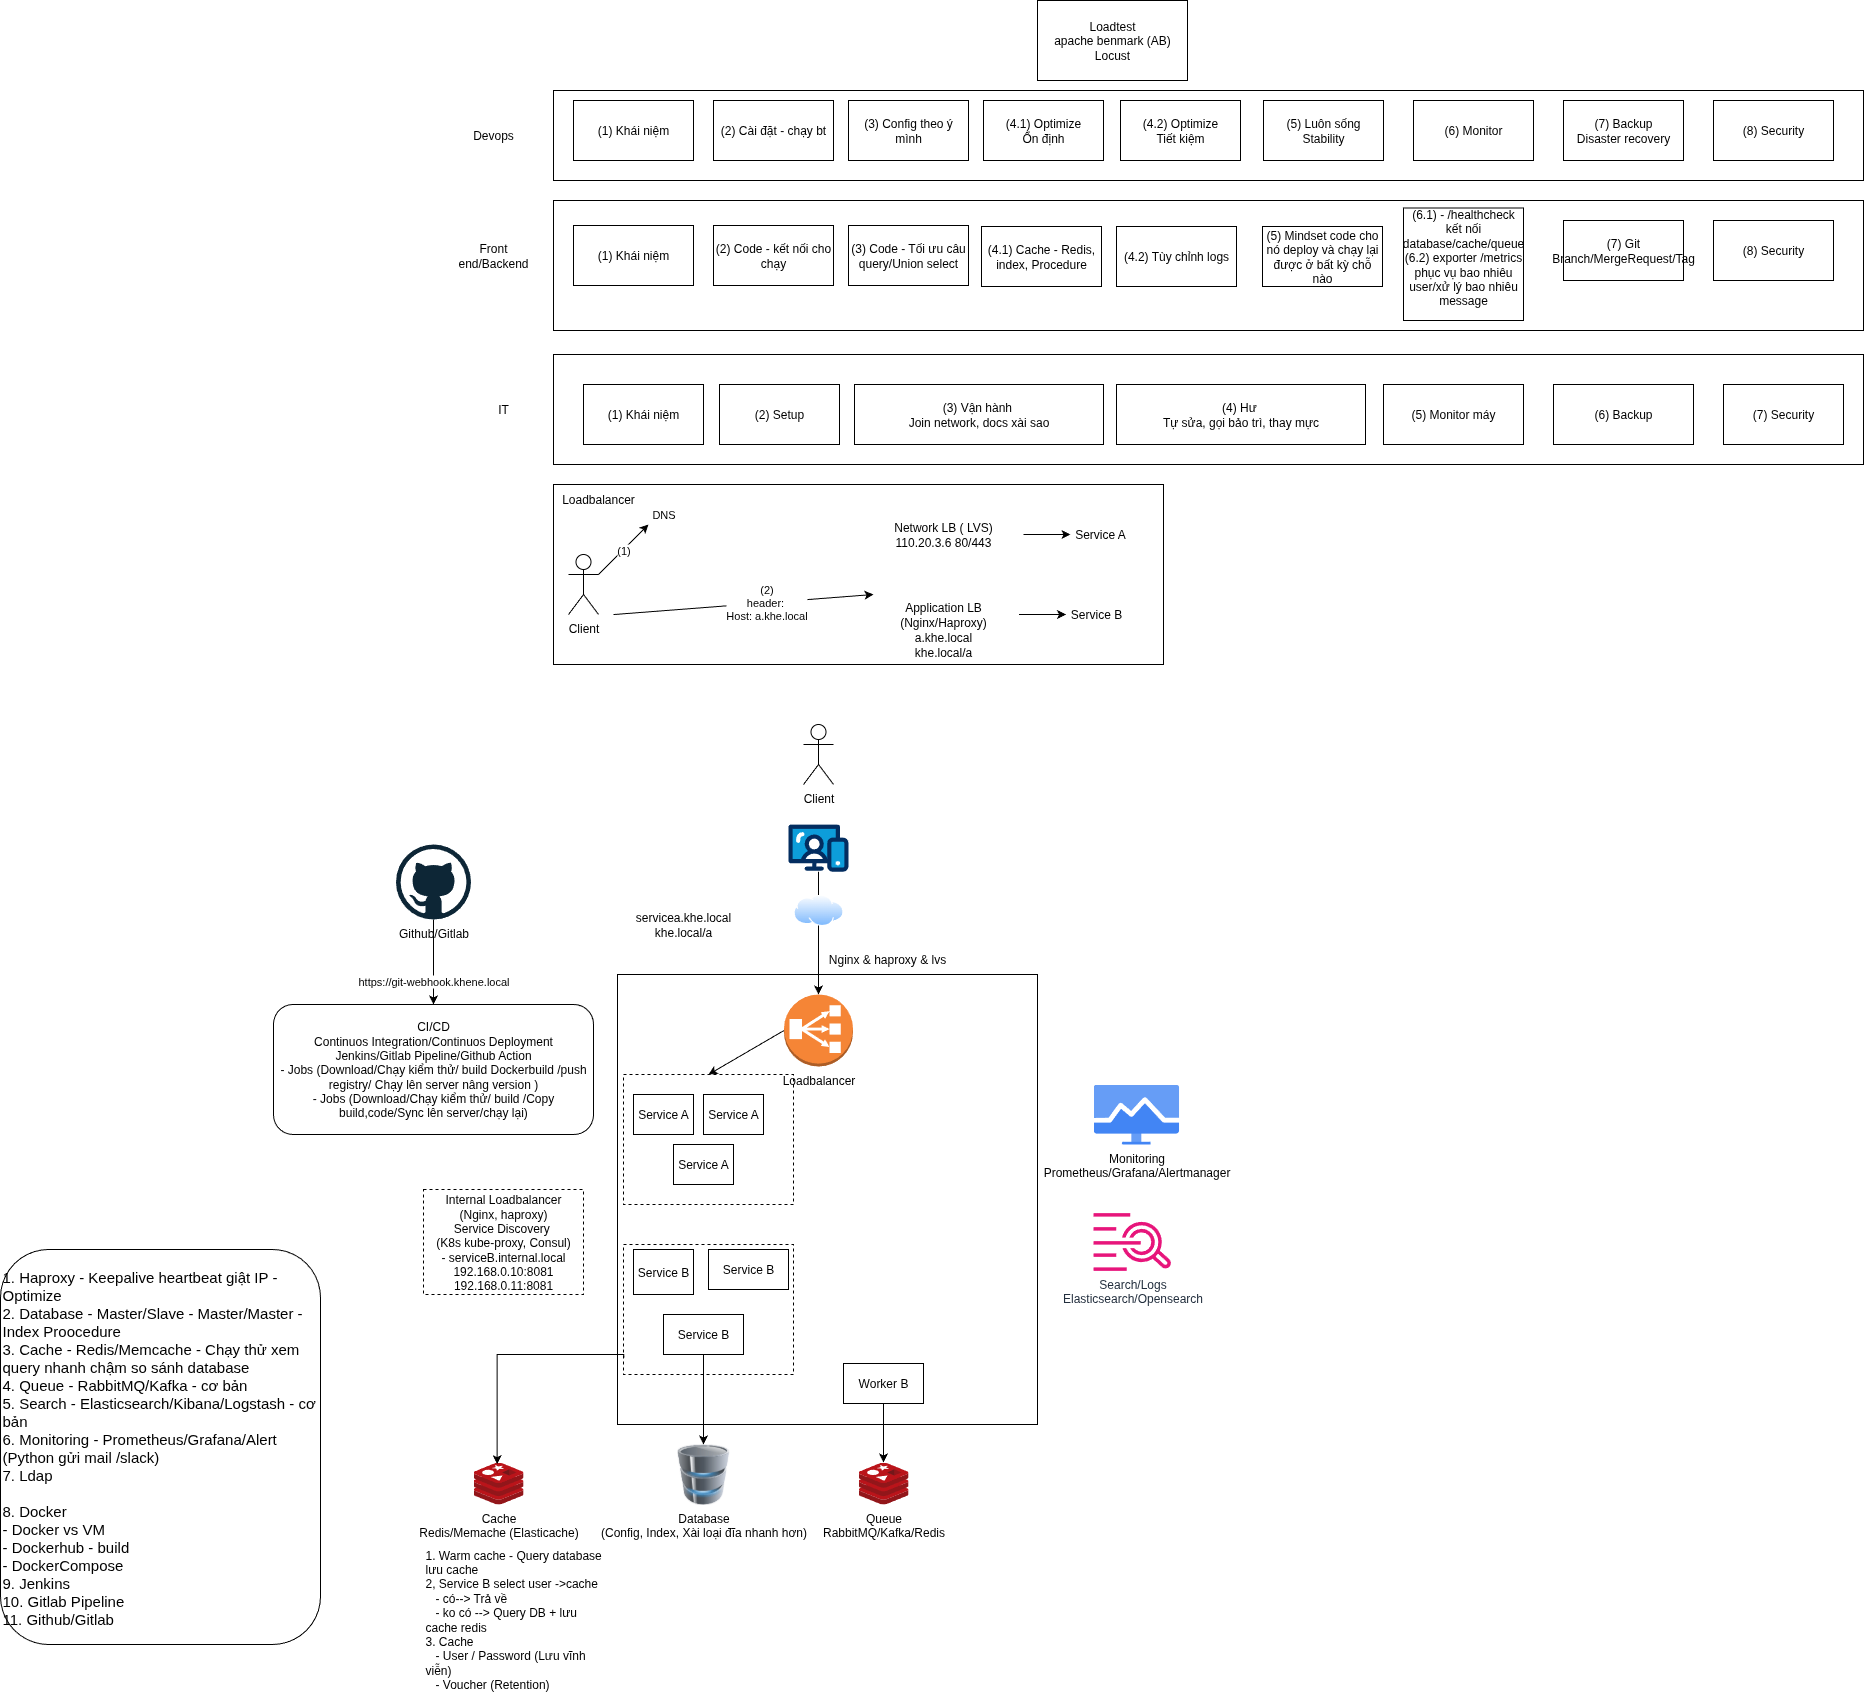 Loadtest
apache benmark (AB)
Locust
Devops
(1) Khái niệm
(2) Cài đặt - chạy bt
(3) Config theo ý
mình
(4.1) Optimize
Ổn định
(4.2) Optimize
Tiết kiệm
(5) Luôn sống
Stability
(6) Monitor
(7) Backup
Disaster recovery
(8) Security
Front
end/Backend
(1) Khái niệm
(2) Code - kết nối cho
chạy
(3) Code - Tối ưu câu
query/Union select
(4.1) Cache - Redis,
index, Procedure
(4.2) Tùy chỉnh logs
(5) Mindset code cho
nó deploy và chạy lại
được ở bất kỳ chỗ
nào
(6.1) - /healthcheck
kết nối
database/cache/queue
(6.2) exporter /metrics
phục vụ bao nhiêu
user/xử lý bao nhiêu
message
(7) Git
Branch/MergeRequest/Tag
(8) Security
IT
(1) Khái niệm
(2) Setup
(3) Vận hành
Join network, docs xài sao
(4) Hư
Tự sửa, gọi bảo trì, thay mực
(5) Monitor máy
(6) Backup
(7) Security
Loadbalancer
DNS
(1)
Client
(2)
header:
Host: a.khe.local
Network LB ( LVS)
110.20.3.6 80/443
Service A
Application LB
(Nginx/Haproxy)
a.khe.local
khe.local/a
Service B
Client
Github/Gitlab
servicea.khe.local
khe.local/a
Nginx & haproxy & lvs
https://git-webhook.khene.local
CI/CD
Continuos Integration/Continuos Deployment
Jenkins/Gitlab Pipeline/Github Action
- Jobs (Download/Chạy kiểm thử/ build Dockerbuild /push
registry/ Chạy lên server nâng version )
- Jobs (Download/Chạy kiểm thử/ build /Copy
build,code/Sync lên server/chạy lại)
Loadbalancer
Service A
Service A
Service A
Monitoring
Prometheus/Grafana/Alertmanager
Internal Loadbalancer
(Nginx, haproxy)
Service Discovery
(K8s kube-proxy, Consul)
- serviceB.internal.local
192.168.0.10:8081
192.168.0.11:8081
Service B
Service B
Service B
Search/Logs
Elasticsearch/Opensearch
Worker B
1. Haproxy - Keepalive heartbeat giật IP -
Optimize
2. Database - Master/Slave - Master/Master -
Index Proocedure
3. Cache - Redis/Memcache - Chạy thử xem
query nhanh chậm so sánh database
4. Queue - RabbitMQ/Kafka - cơ bản
5. Search - Elasticsearch/Kibana/Logstash - cơ
bản
6. Monitoring - Prometheus/Grafana/Alert
(Python gửi mail /slack)
7. Ldap
8. Docker
- Docker vs VM
- Dockerhub - build
- DockerCompose
9. Jenkins
10. Gitlab Pipeline
11. Github/Gitlab
Cache
Redis/Memache (Elasticache)
Database
(Config, Index, Xài loại đĩa nhanh hơn)
Queue
RabbitMQ/Kafka/Redis
1. Warm cache - Query database
lưu cache
2, Service B select user ->cache
- có--> Trả về
- ko có --> Query DB + lưu
cache redis
3. Cache
- User / Password (Lưu vĩnh
viễn)
- Voucher (Retention)